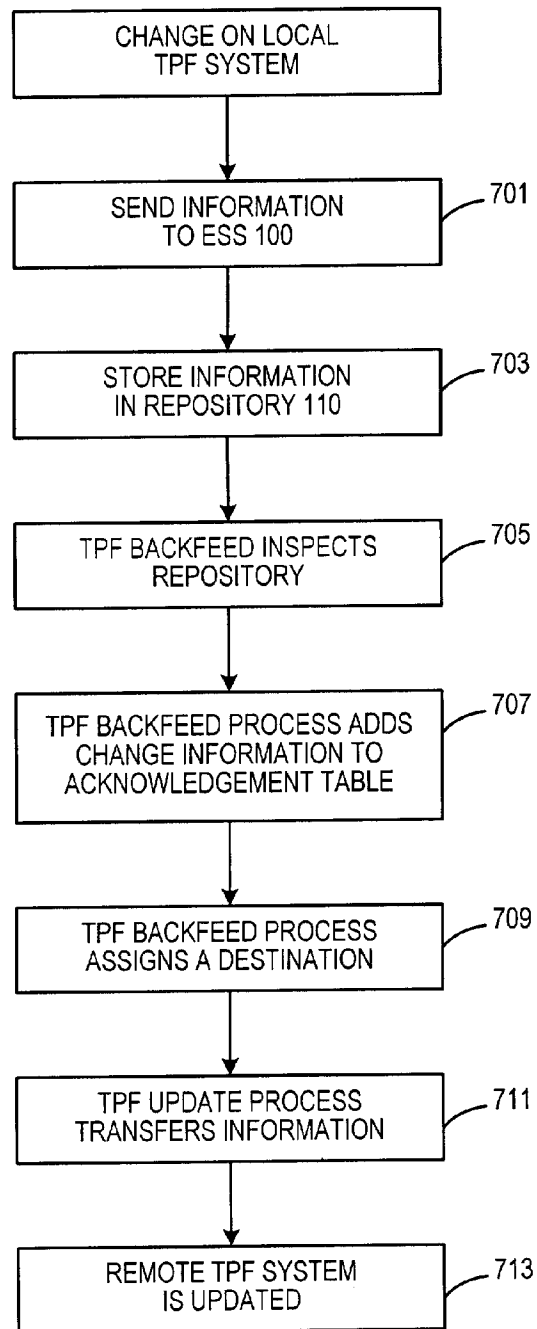 CHANGE ON LOCAL
TPF SYSTEM
701
SEND INFORMATION
TO ESS 100
703
STORE INFORMATION
IN REPOSITORY 110
705
TPF BACKFEED INSPECTS
REPOSITORY
707
TPF BACKFEED PROCESS ADDS
CHANGE INFORMATION TO
ACKNOWLEDGEMENT TABLE
709
TPF BACKFEED PROCESS
ASSIGNS A DESTINATION
711
TPF UPDATE PROCESS
TRANSFERS INFORMATION
713
REMOTE TPF SYSTEM
IS UPDATED